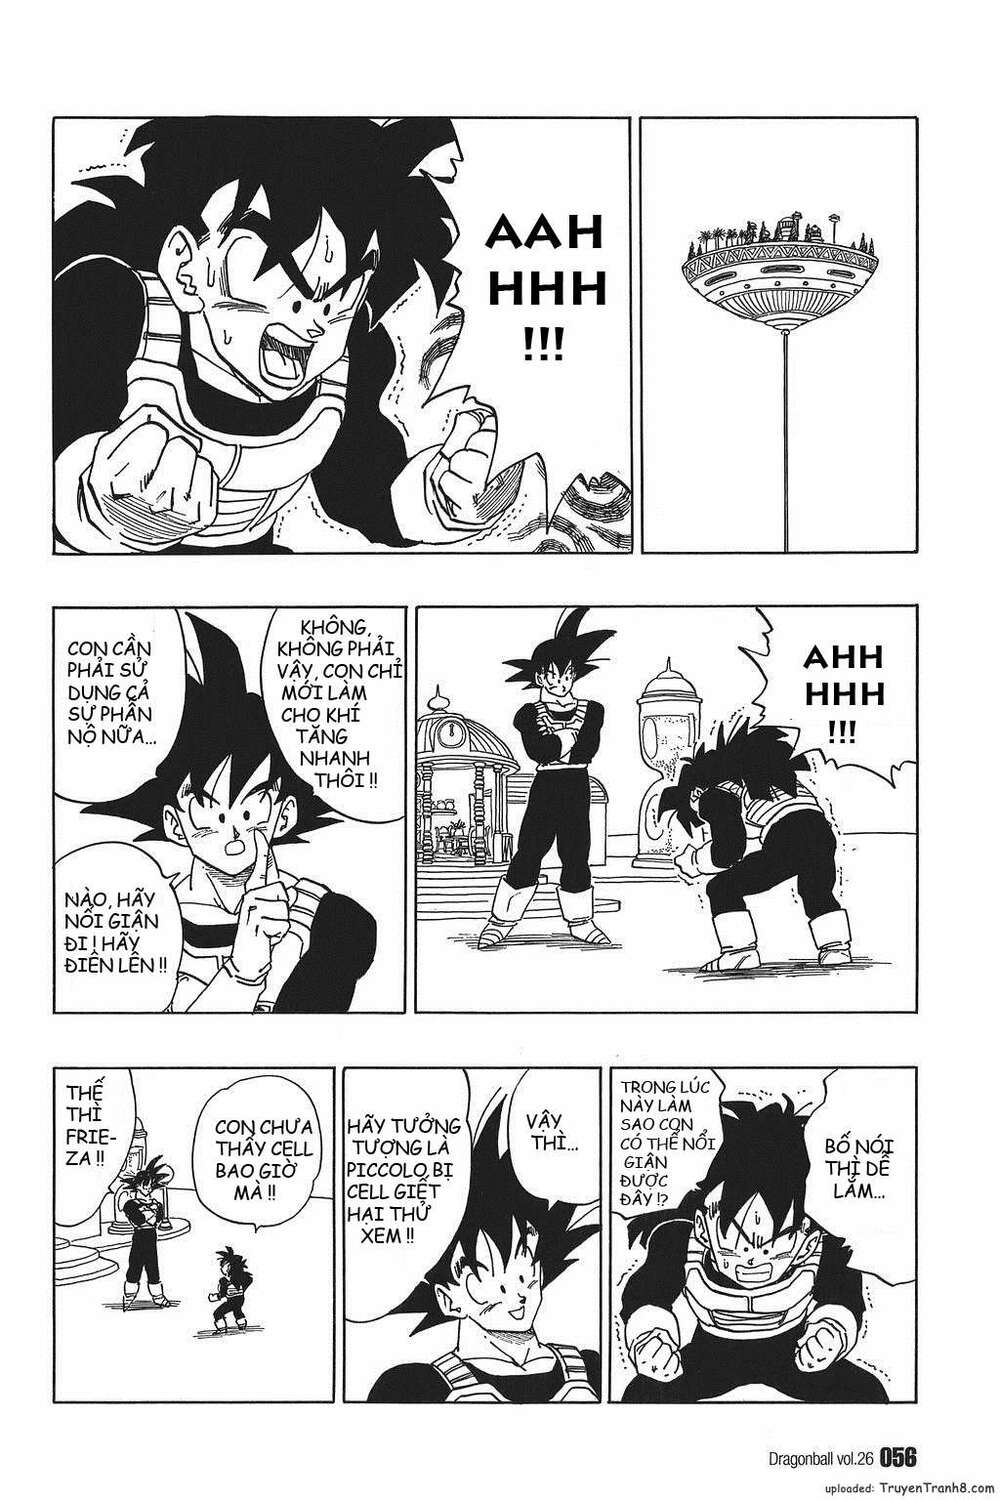 AAH
HHH
!!!
AHH
HHH
!!!
KHÔNG,
KHÔNG PHẢI
VẬY, CON CHỈ
MỚI LÀM
CHO KHÍ
TĂNG
NHANH
THÔI !!
CON CẦN
PHẢI SỬ
DỤNG CẢ
SỰ PHẪN
NỘ NỮA...
NÀO, HÃY
NỔI GIẬN
ĐI ! HÃY
ĐIÊN LÊN !!
BỐ NÓI
THÌ DỄ
LẮM...
TRONG LÚC
NÀY LÀM
SAO CON
CÓ THỂ NỔI
GIẬN
ĐƯỢC
ĐÂY !?
VẬY,
THÌ...
HÃY TƯỞNG
TƯỢNG LÀ
PICCOLO BỊ
CELL GIẾT
HẠI THỬ
XEM !!
CON CHƯA
THẤY CELL
BAO GIỜ
MÀ !!
THẾ
THÌ
FRIE-
ZA !!
Dragonball vol.26 056
uploaded: TruyenTranh8.com